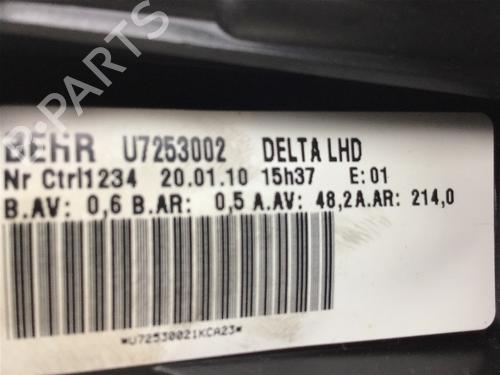 BEHR U7253002 DELTA LHD
Nr Ctrl1234 20.01.10 15h37 E:01
B.AV: 0,6 B.AR: 0,5 A.AV: 48,2A.AR: 214,0
*U72530021KCA23*
B-PARTS